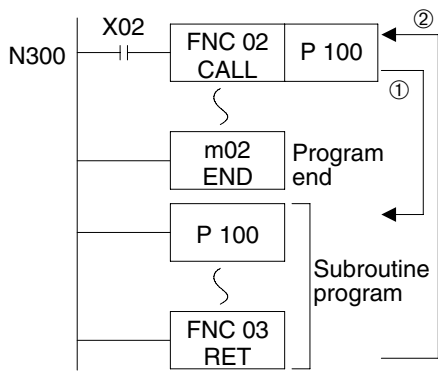 X02
②
N300
FNC 02
CALL
P 100
①
m02
END
Program
end
P 100
Subroutine
program
FNC 03
RET